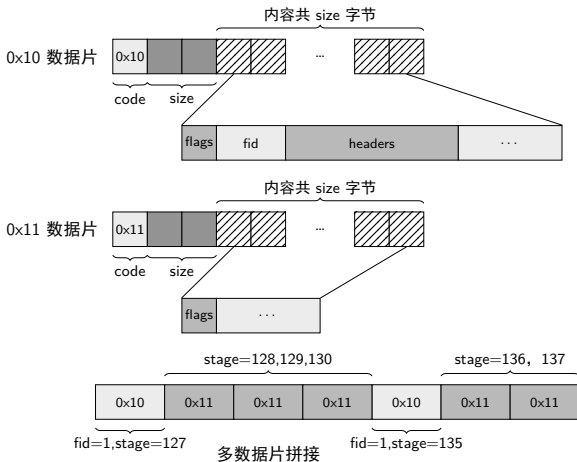 内容共 size 字节
0x10 数据片
0x10
...
code
size
flags
fid
headers
...
内容共 size 字节
0x11 数据片
0x11
...
code
size
flags
...
stage=128,129,130
stage=136，137
0x10
0x11
0x11
0x11
0x10
0x11
0x11
fid=1,stage=127
fid=1,stage=135
多数据片拼接